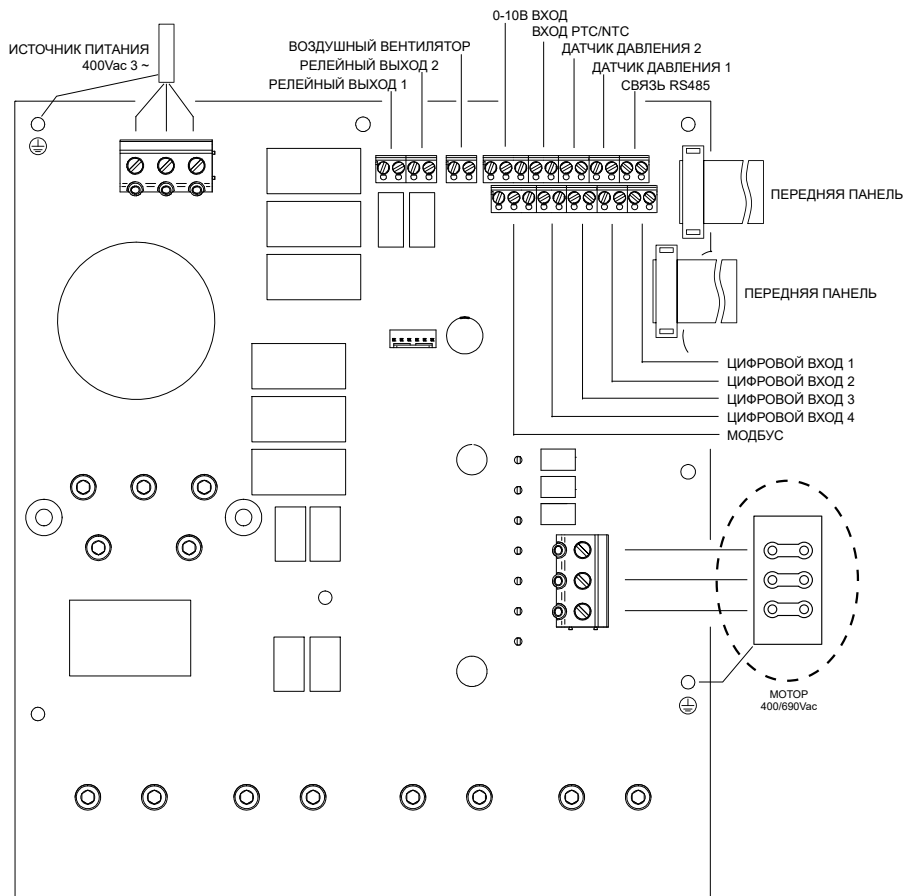 0-10В ВХОД
ВХОД PTC/NTC
ИСТОЧНИК ПИТАНИЯ
400Vac 3 ~
ВОЗДУШНЫЙ ВЕНТИЛЯТОР
ДАТЧИК ДАВЛЕНИЯ 2
РЕЛЕЙНЫЙ ВЫХОД 2
ДАТЧИК ДАВЛЕНИЯ 1
РЕЛЕЙНЫЙ ВЫХОД 1
СВЯЗЬ RS485
ПЕРЕДНЯЯ ПАНЕЛЬ
ПЕРЕДНЯЯ ПАНЕЛЬ
ЦИФРОВОЙ ВХОД 1
ЦИФРОВОЙ ВХОД 2
ЦИФРОВОЙ ВХОД 3
ЦИФРОВОЙ ВХОД 4
МОДБУС
МОТОР
400/690Vac